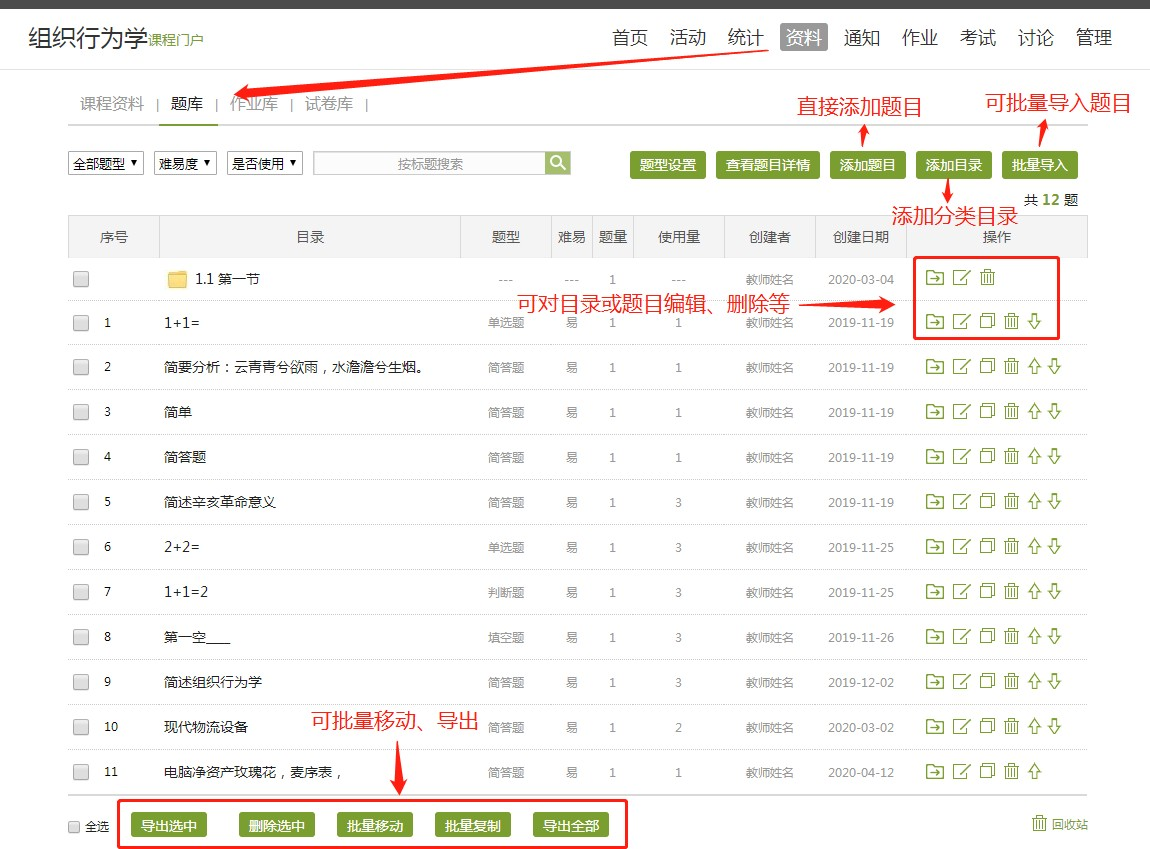 组织行为学课程门户 首页 活动 统计 资料 通知 作业 考试 讨论 管理
课程资料 | 题库 | 作业库 | 试卷库 |
直接添加题目 可批量导入题目
全部题型 难易度 是否使用 按标题搜索 题型设置 查看题目详情 添加题目 添加目录 批量导入
共 12 题
添加分类目录
序号 目录 题型 难易 题量 使用量 创建者 创建日期 操作
1.1 第一节 --- --- 1 --- 教师姓名 2020-03-04
可对目录或题目编辑、删除等
1 1+1= 单选题 易 1 1 教师姓名 2019-11-19
2 简要分析：云青青兮欲雨，水澹澹兮生烟。 简答题 易 1 1 教师姓名 2019-11-19
3 简单 简答题 易 1 1 教师姓名 2019-11-19
4 简答题 简答题 易 1 1 教师姓名 2019-11-19
5 简述辛亥革命意义 简答题 易 1 3 教师姓名 2019-11-19
6 2+2= 单选题 易 1 3 教师姓名 2019-11-25
7 1+1=2 判断题 易 1 3 教师姓名 2019-11-25
8 第一空____ 填空题 易 1 3 教师姓名 2019-11-26
9 简述组织行为学 简答题 易 1 3 教师姓名 2019-12-02
可批量移动、导出
10 现代物流设备 简答题 易 1 2 教师姓名 2020-03-02
11 电脑净资产玫瑰花，麦序表， 简答题 易 1 1 教师姓名 2020-04-12
全选 导出选中 删除选中 批量移动 批量复制 导出全部 回收站